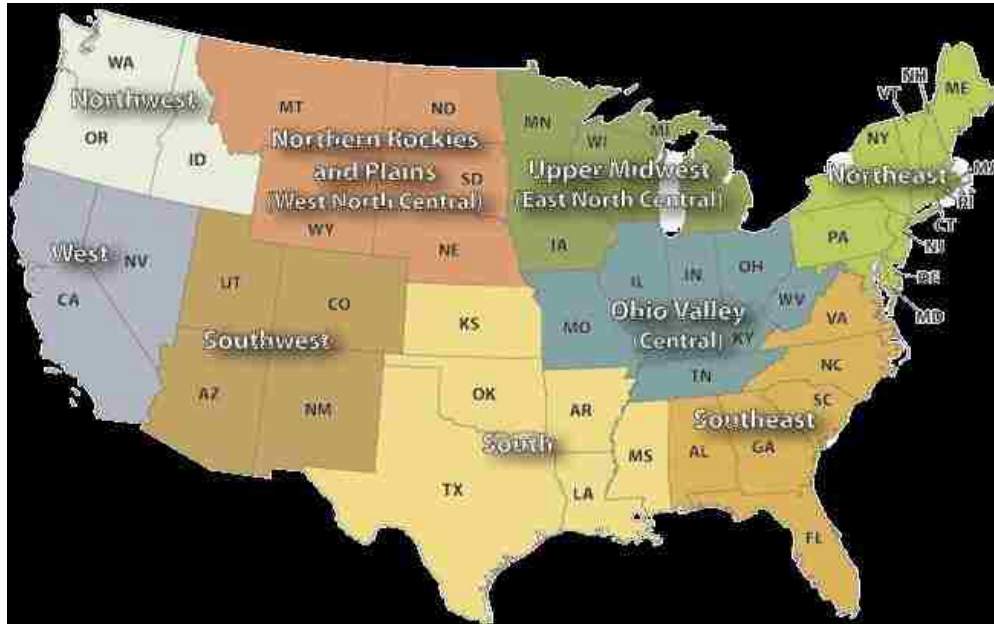 WA
NH
ME
VT
Northwest
MT
ND
MN
OR
WI
MI
NY
Northern Rockies
and Plains
(West North Central)
ID
SD
Upper Midwest
(East North Central)
Northeast
MA
RI
CT
WY
NE
IA
PA
NJ
West
NV
UT
CO
IL
IN
OH
WV
DE
MD
CA
KS
MO
Ohio Valley
(Central)
KY
VA
Southwest
TN
NC
AZ
NM
OK
AR
SC
South
Southeast
MS
AL
GA
TX
LA
FL